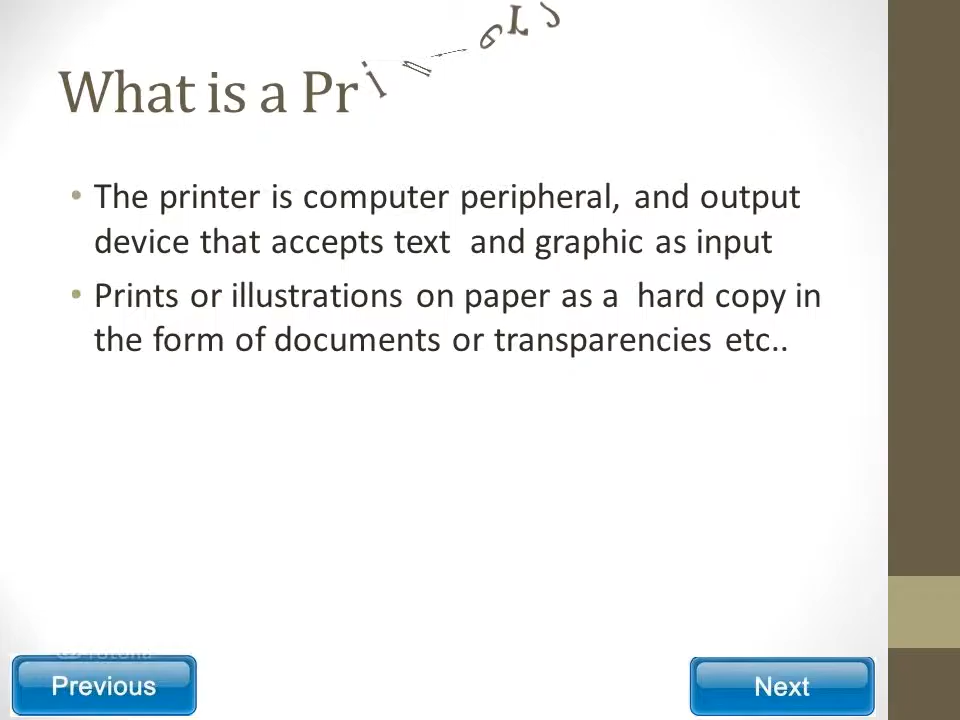 What is a Printer?
• The printer is computer peripheral, and output
device that accepts text and graphic as input
• Prints or illustrations on paper as a hard copy in
the form of documents or transparencies etc..
Previous
Next